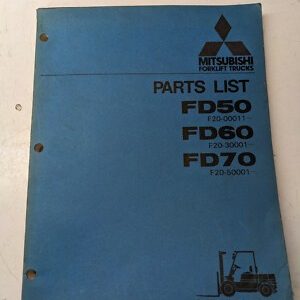 MITSUBISHI
FORKLIFT TRUCKS
PARTS LIST
FD50
F20-00011~
FD60
F20-30001~
FD70
F20-50001~